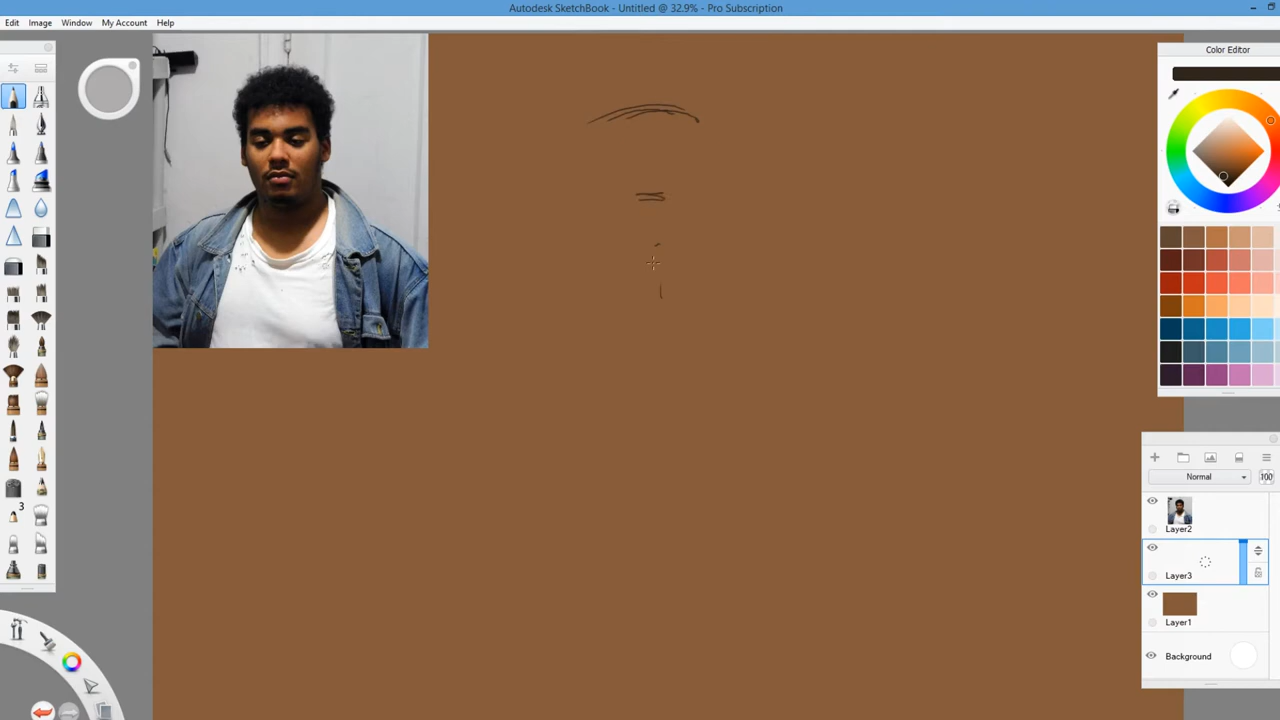 Autodesk SketchBook - Untitled @ 32.9% - Pro Subscription
Edit Image Window My Account Help
Color Editor
3
Normal 100
Layer2
Layer3
Layer1
Background